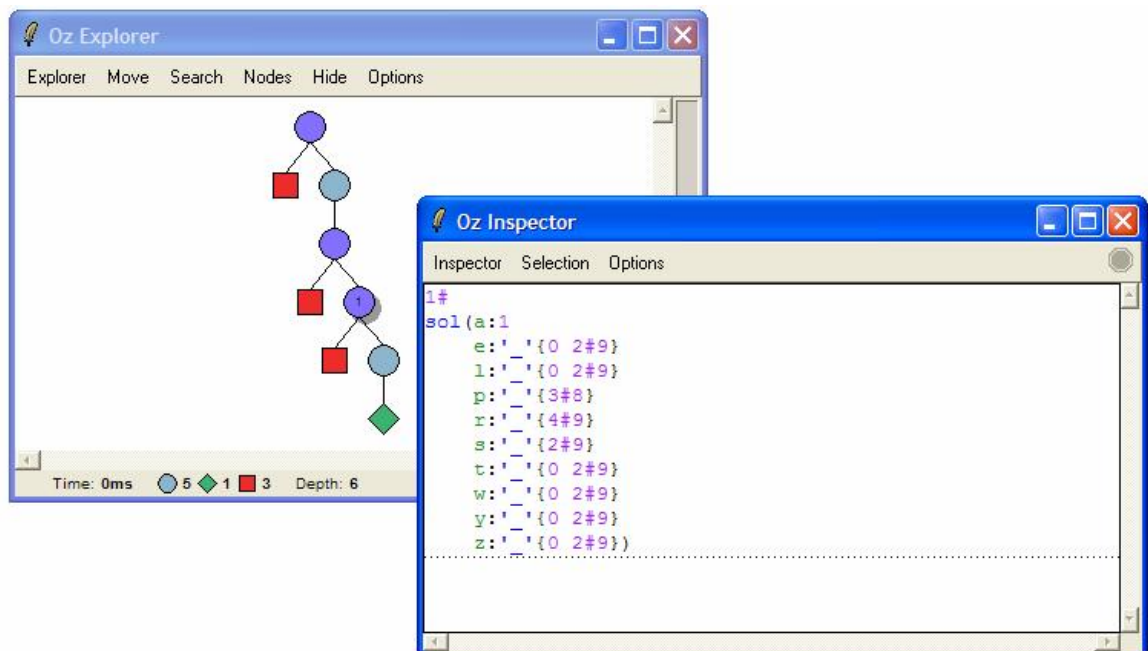 Oz Explorer
Explorer Move Search Nodes Hide Options
1
Time: 0ms 5 1 3 Depth: 6
Oz Inspector
Inspector Selection Options
1#
sol(a:1
e:'_'{0 2#9}
l:'_'{0 2#9}
p:'_'{3#8}
r:'_'{4#9}
s:'_'{2#9}
t:'_'{0 2#9}
w:'_'{0 2#9}
y:'_'{0 2#9}
z:'_'{0 2#9})